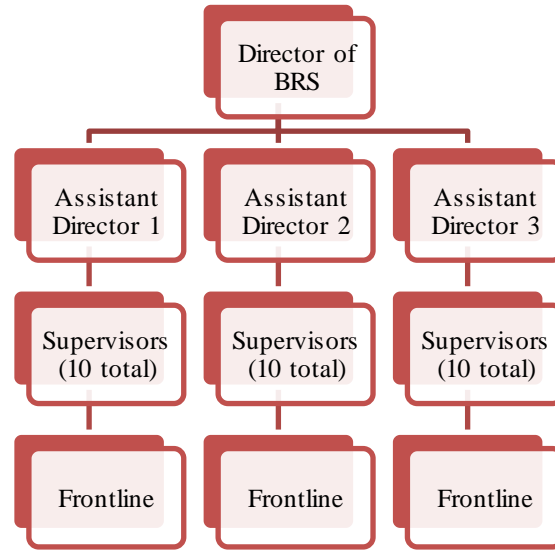 Director of
BRS
Assistant
Director 1
Assistant
Director 2
Assistant
Director 3
Supervisors
(10 total)
Supervisors
(10 total)
Supervisors
(10 total)
Frontline
Frontline
Frontline